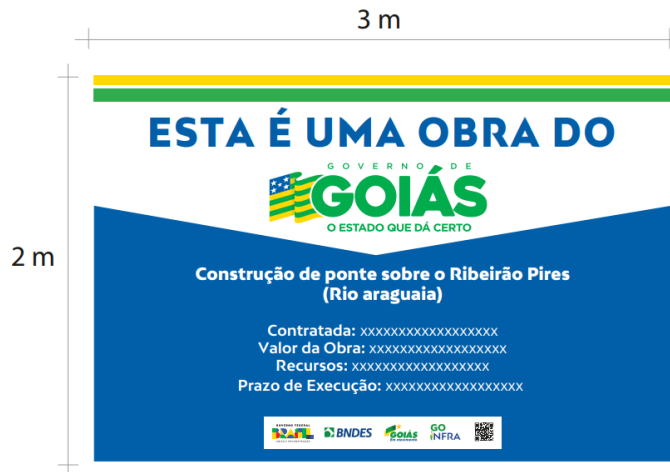 3 m
2 m
ESTA É UMA OBRA DO
GOVERNO DE
GOIÁS
O ESTADO QUE DÁ CERTO
Construção de ponte sobre o Ribeirão Pires
(Rio araguaia)
Contratada: xxxxxxxxxxxxxxxxxx
Valor da Obra: xxxxxxxxxxxxxxxxxx
Recursos: xxxxxxxxxxxxxxxxxx
Prazo de Execução: xxxxxxxxxxxxxxxxxx
GOVERNO FEDERAL
BRASIL
BNDES
GOIÁS
GO
INFRA